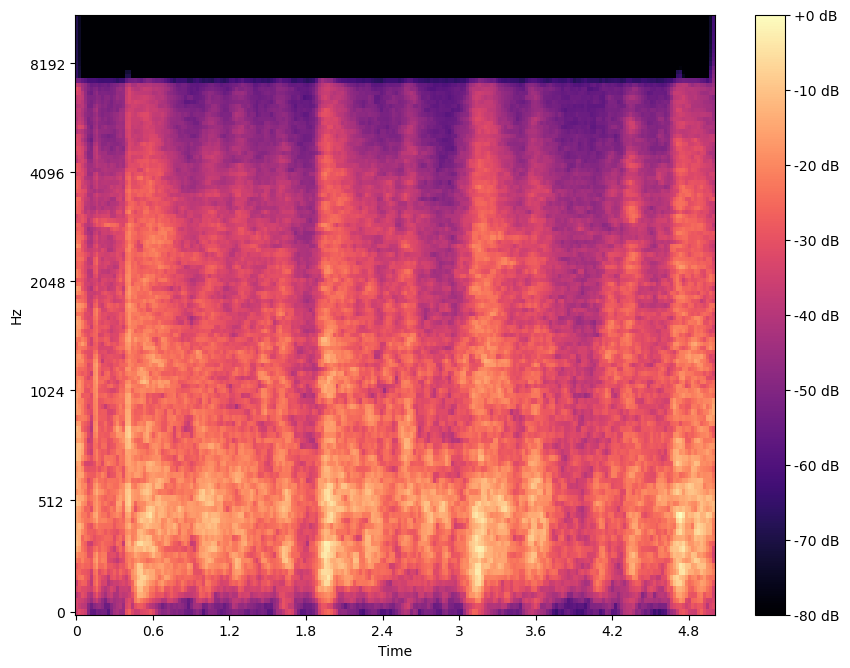 Hz
8192
4096
2048
1024
512
0
0 0.6 1.2 1.8 2.4 3 3.6 4.2 4.8
Time
+0 dB
-10 dB
-20 dB
-30 dB
-40 dB
-50 dB
-60 dB
-70 dB
-80 dB